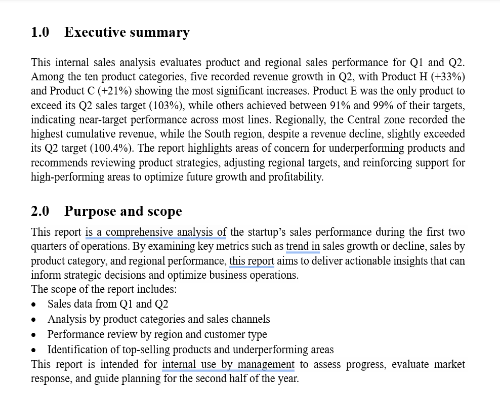 1.0 Executive summary
This internal sales analysis evaluates product and regional sales performance for Q1 and Q2.
Among the ten product categories, five recorded revenue growth in Q2, with Product H (+33%)
and Product C (+21%) showing the most significant increases. Product E was the only product to
exceed its Q2 sales target (103%), while others achieved between 91% and 99% of their targets,
indicating near-target performance across most lines. Regionally, the Central zone recorded the
highest cumulative revenue, while the South region, despite a revenue decline, slightly exceeded
its Q2 target (100.4%). The report highlights areas of concern for underperforming products and
recommends reviewing product strategies, adjusting regional targets, and reinforcing support for
high-performing areas to optimize future growth and profitability.
2.0 Purpose and scope
This report is a comprehensive analysis of the startup's sales performance during the first two
quarters of operations. By examining key metrics such as trend in sales growth or decline, sales by
product category, and regional performance, this report aims to deliver actionable insights that can
inform strategic decisions and optimize business operations.
The scope of the report includes:
• Sales data from Q1 and Q2
• Analysis by product categories and sales channels
• Performance review by region and customer type
• Identification of top-selling products and underperforming areas
This report is intended for internal use by management to assess progress, evaluate market
response, and guide planning for the second half of the year.